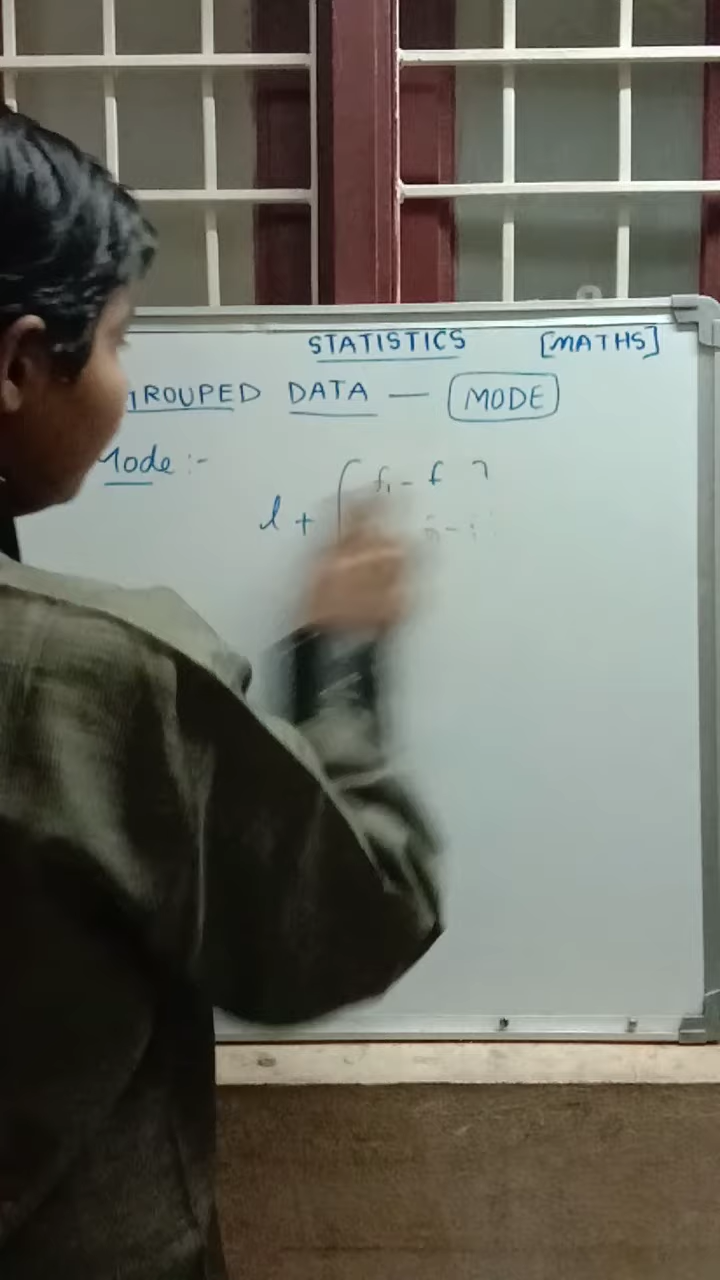 STATISTICS [MATHS]
ROUPED DATA — MODE
Mode :-
f₁ - f
l + (